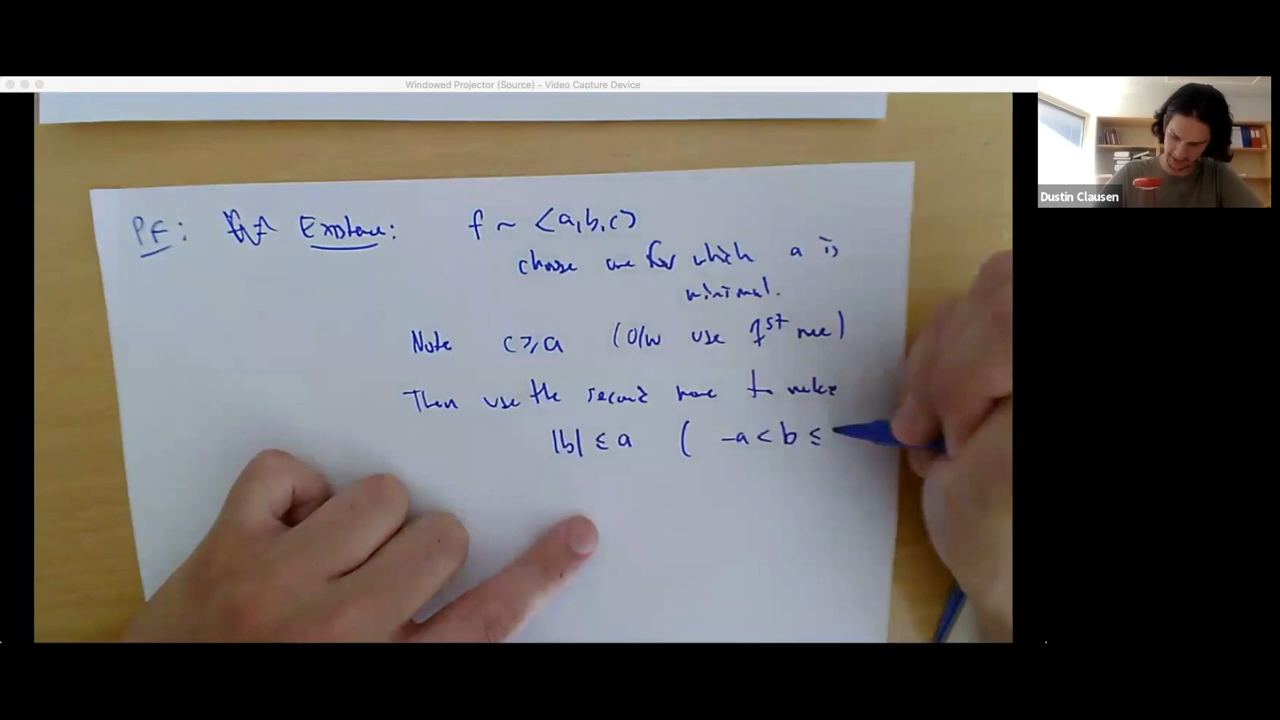 Windowed Projector (Source) - Video Capture Device
Dustin Clausen
Pf: Existence: f ~ <a,b,c>
choose one for which a is
minimal.
Note c ≥ a (o/w use 1st move)
Then use the second move to make
|b| ≤ a ( -a < b ≤